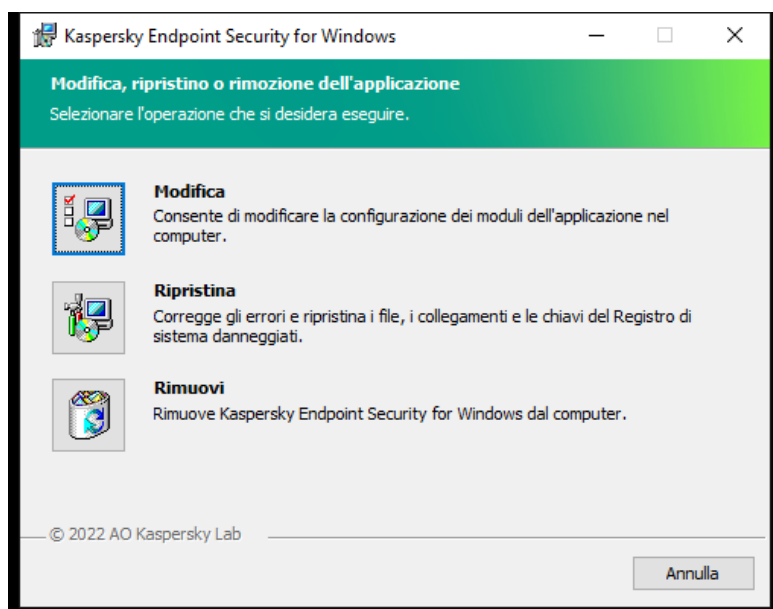 Kaspersky Endpoint Security for Windows
Modifica, ripristino o rimozione dell'applicazione
Selezionare l'operazione che si desidera eseguire.
Modifica
Consente di modificare la configurazione dei moduli dell'applicazione nel
computer.
Ripristina
Corregge gli errori e ripristina i file, i collegamenti e le chiavi del Registro di
sistema danneggiati.
Rimuovi
Rimuove Kaspersky Endpoint Security for Windows dal computer.
© 2022 AO Kaspersky Lab
Annulla